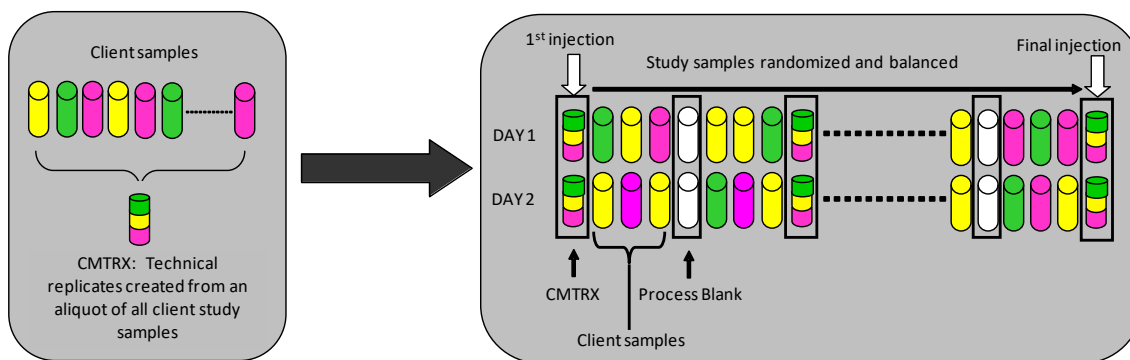 Client samples
CMTRX: Technical
replicates created from an
aliquot of all client study
samples
1st injection
Final injection
Study samples randomized and balanced
DAY 1
DAY 2
CMTRX
Process Blank
Client samples